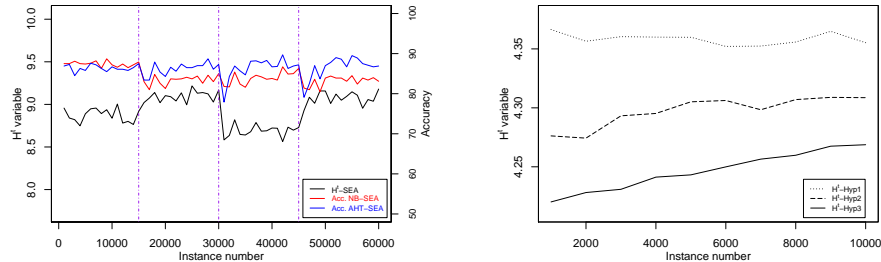 10.0
9.5
9.0
8.5
8.0
H^t variable
100
90
80
70
60
50
Accuracy
H^t−SEA
Acc. NB−SEA
Acc. AHT−SEA
0
10000
20000
30000
40000
50000
60000
Instance number
4.35
4.30
4.25
H^t variable
H^t−Hyp1
H^t−Hyp2
H^t−Hyp3
2000
4000
6000
8000
10000
Instance number